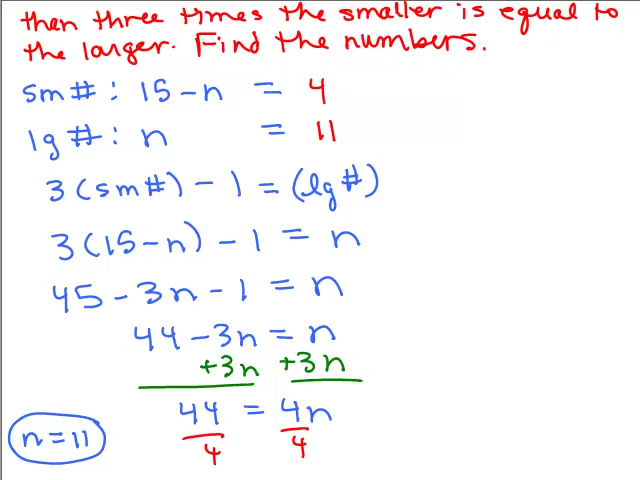 than three times the smaller is equal to
the larger. Find the numbers.
sm# : 15 - n = 4
lg # : n = 11
3 (sm#) - 1 = (lg #)
3 (15 - n) - 1 = n
45 - 3n - 1 = n
44 - 3n = n
+3n +3n
44 = 4n
4 4
n = 11